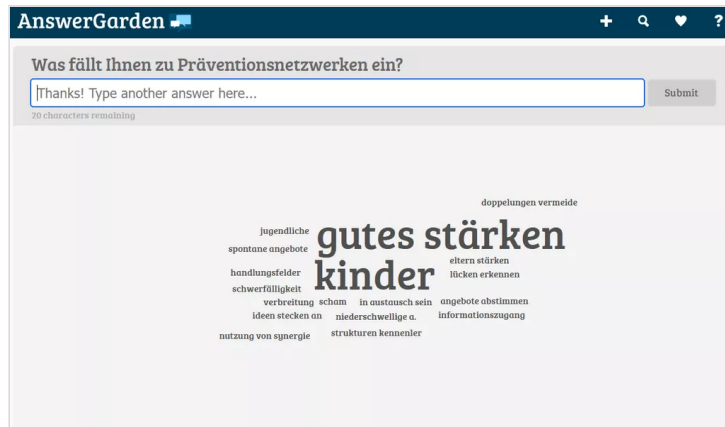 AnswerGarden
+ ?
Was fällt Ihnen zu Präventionsnetzwerken ein?
Thanks! Type another answer here...
Submit
20 characters remaining
doppelungen vermeide
jugendliche
gutes stärken
spontane angebote
eltern stärken
handlungsfelder
kinder
lücken erkennen
schwerfälligkeit
verbreitung
scham
in austausch sein
angebote abstimmen
ideen stecken an
niederschwellige a.
informationszugang
nutzung von synergie
strukturen kennenler